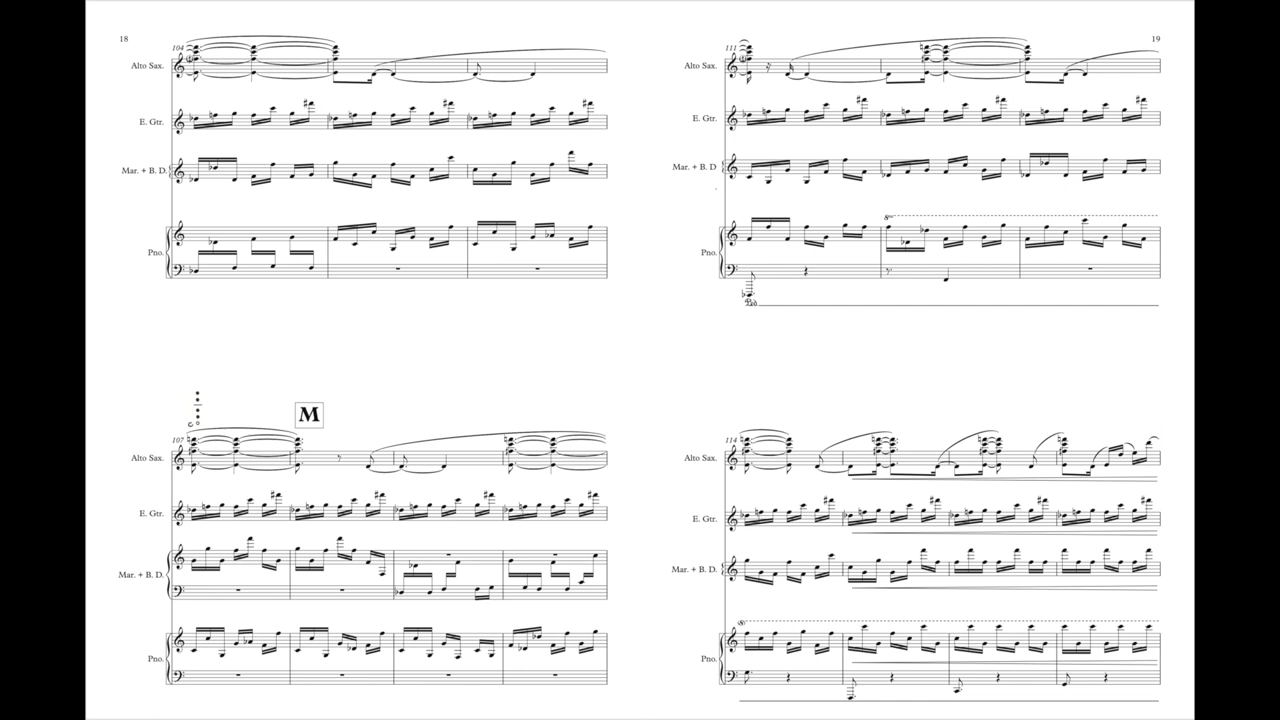 18
104
Alto Sax.
E. Gtr.
Mar. + B. D.
Pno.
M
107
Alto Sax.
E. Gtr.
Mar. + B. D.
Pno.
19
111
Alto Sax.
E. Gtr.
Mar. + B. D
8va
Pno.
Ped
114
Alto Sax.
E. Gtr.
Mar. + B. D.
(8)
Pno.